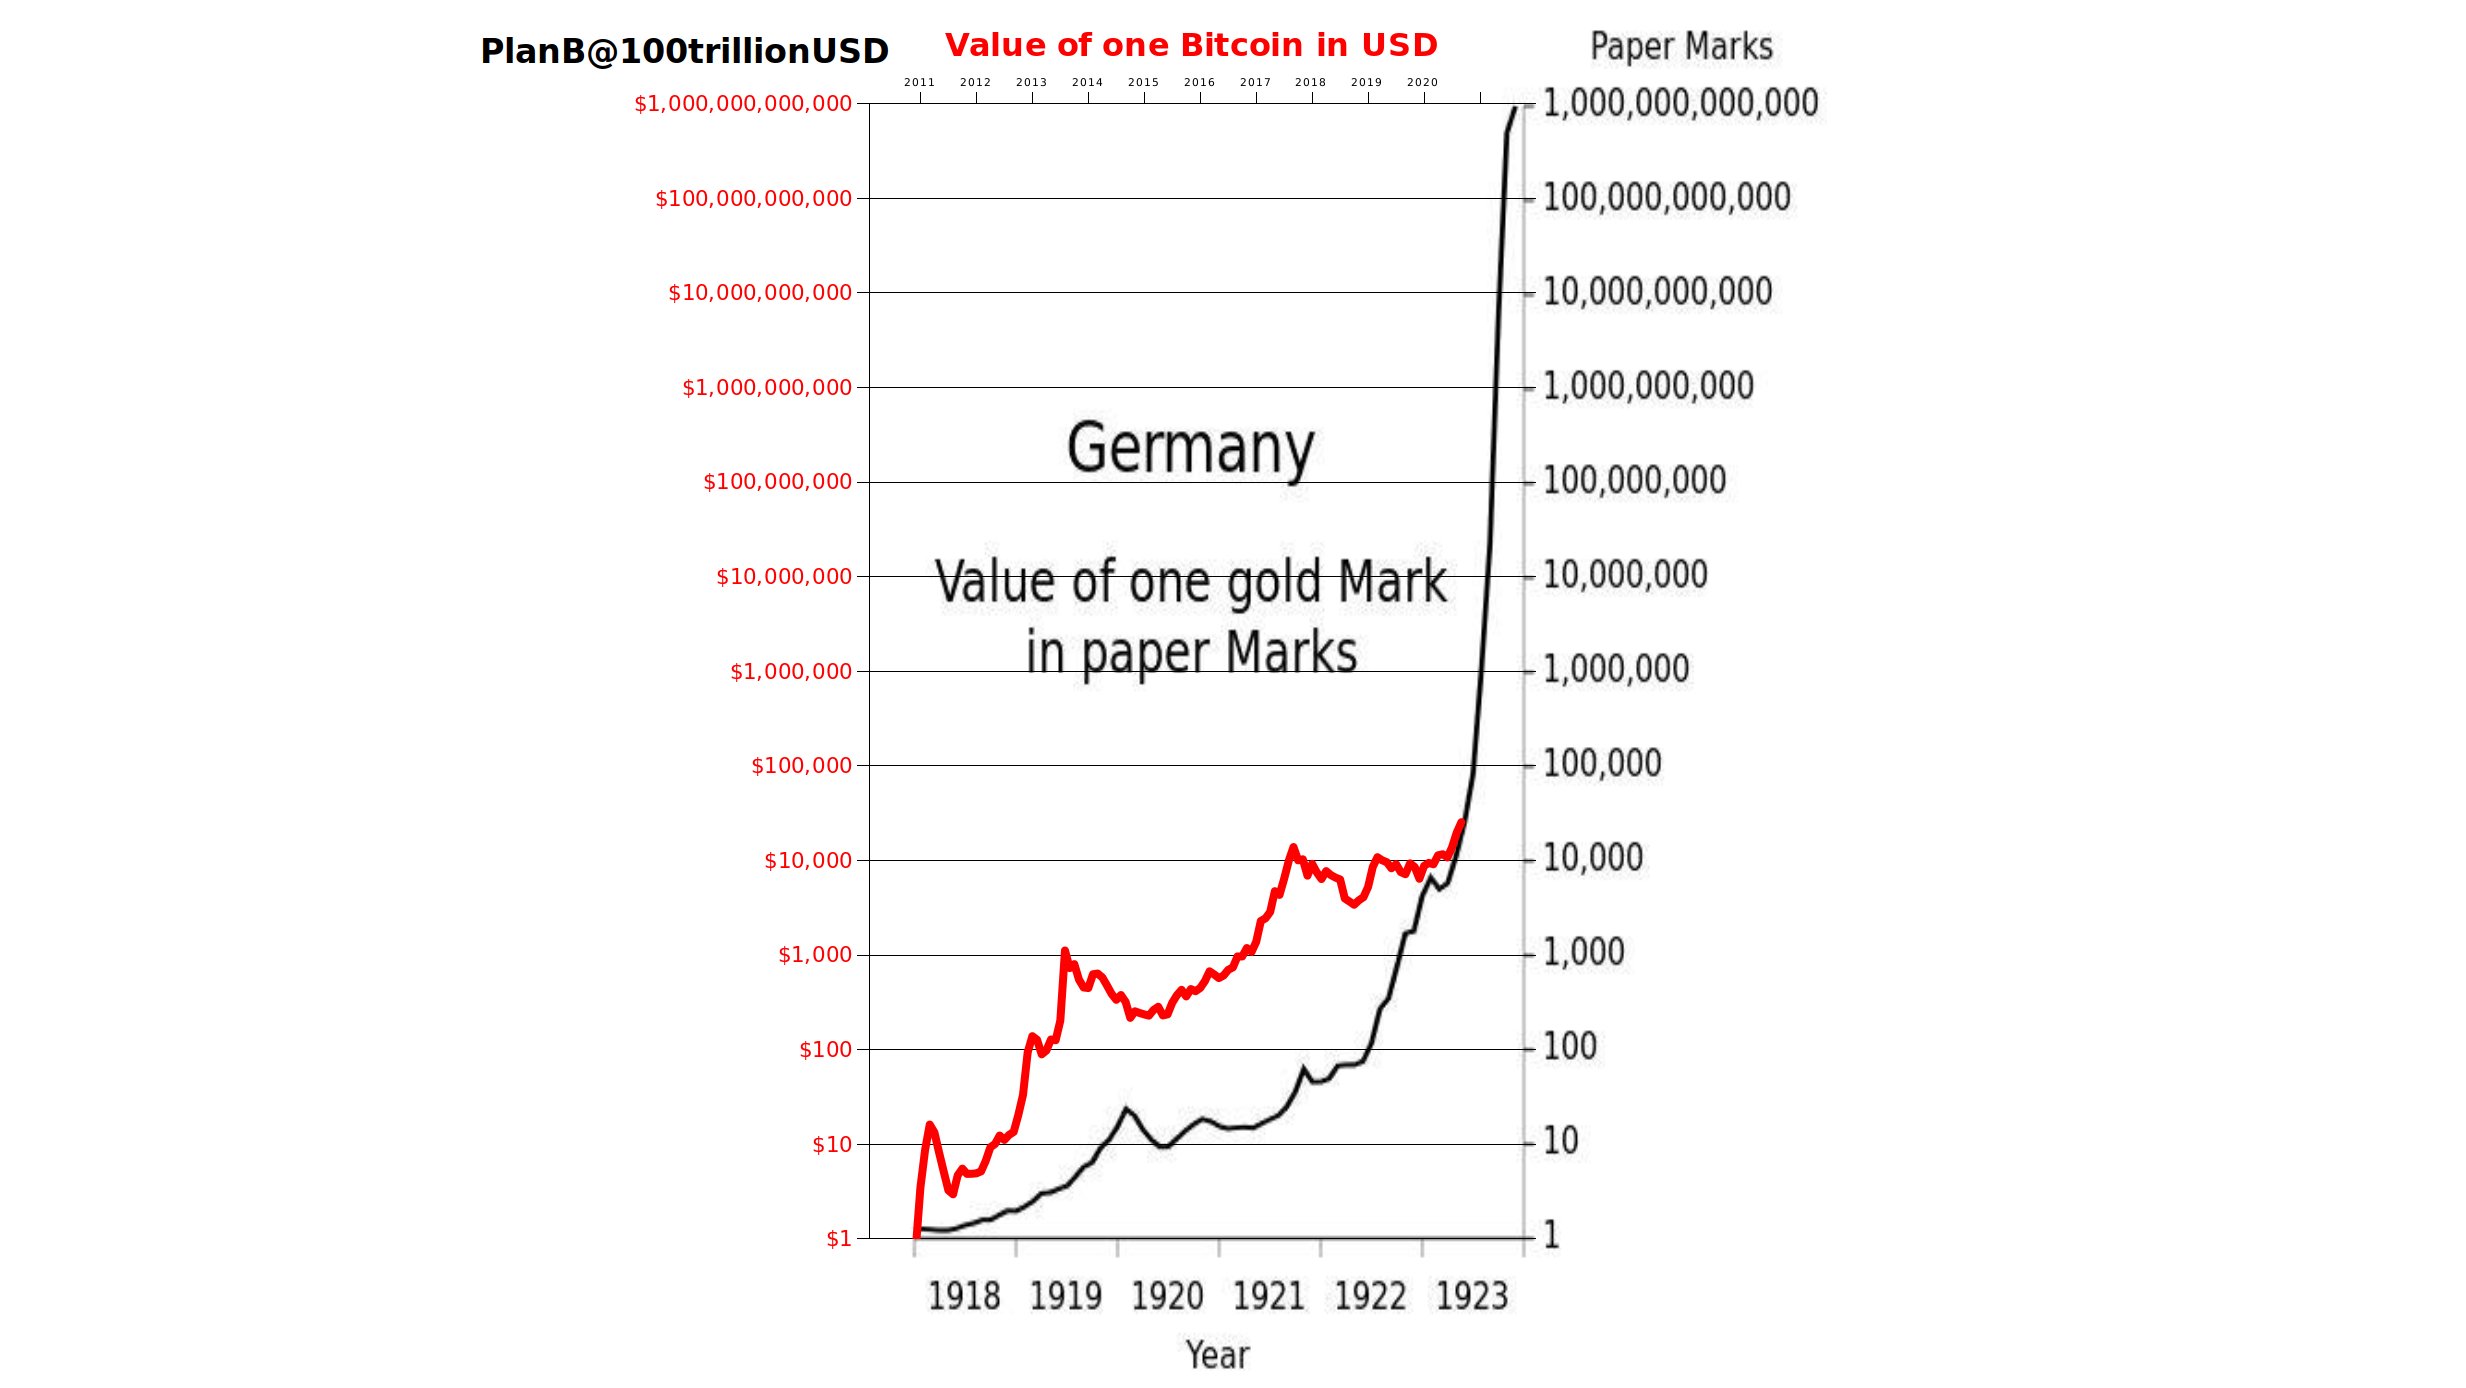 PlanB@100trillionUSD
Value of one Bitcoin in USD
Paper Marks
2011 2012 2013 2014 2015 2016 2017 2018 2019 2020
$1,000,000,000,000 1,000,000,000,000
$100,000,000,000 100,000,000,000
$10,000,000,000 10,000,000,000
$1,000,000,000 1,000,000,000
Germany
$100,000,000 100,000,000
$10,000,000 Value of one gold Mark 10,000,000
in paper Marks
$1,000,000 1,000,000
$100,000 100,000
$10,000 10,000
$1,000 1,000
$100 100
$10 10
$1 1
1918 1919 1920 1921 1922 1923
Year